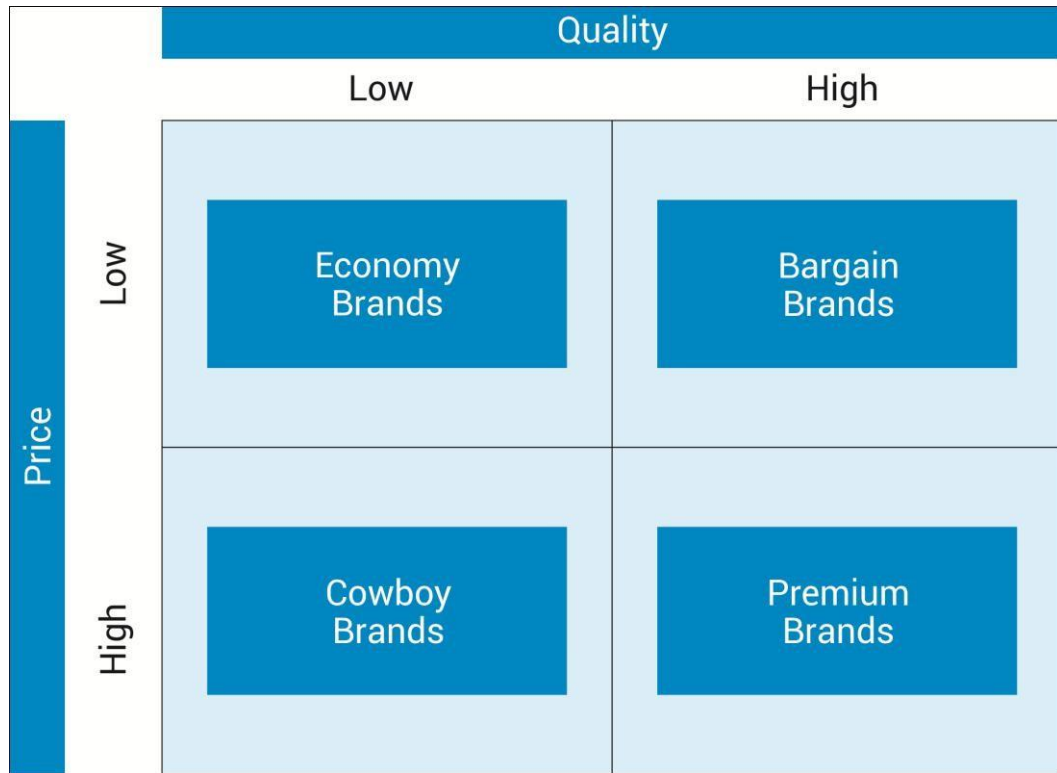 Quality
Low
High
Price
Low
Economy
Brands
Bargain
Brands
High
Cowboy
Brands
Premium
Brands